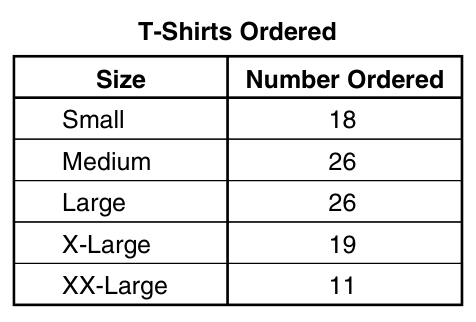 T-Shirts Ordered
Size Number Ordered
Small 18
Medium 26
Large 26
X-Large 19
XX-Large 11